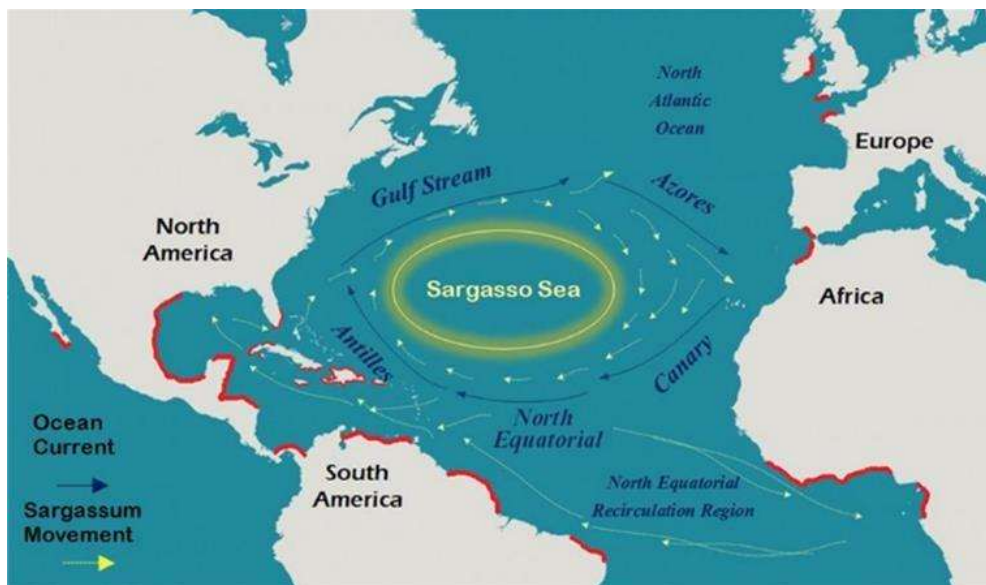 North
Atlantic
Ocean
Europe
Gulf Stream
Azores
North
America
Sargasso Sea
Africa
Antilles
Canary
North
Equatorial
Ocean
Current
South
America
North Equatorial
Recirculation Region
Sargassum
Movement